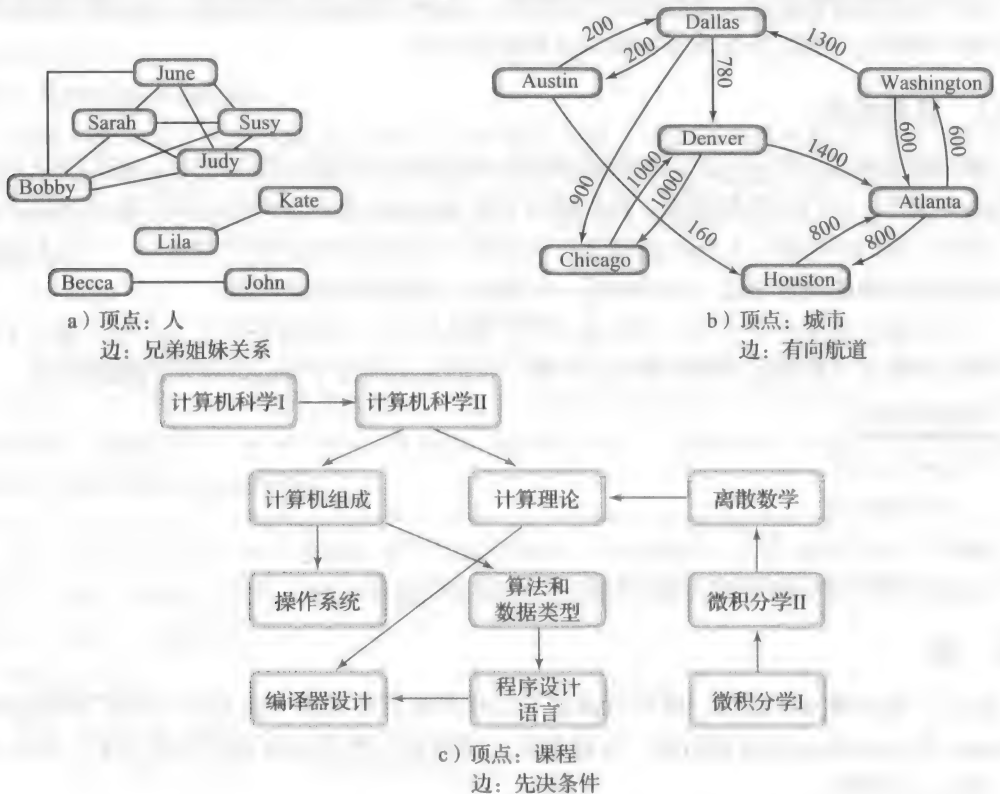 June
Sarah
Susy
Judy
Bobby
Kate
Lila
Becca
John
a）顶点：人
边：兄弟姐妹关系
Dallas
200
200
1300
Austin
780
Washington
Denver
600
600
1400
1000
1000
900
Atlanta
160
800
800
Chicago
Houston
b）顶点：城市
边：有向航道
计算机科学I
计算机科学II
计算机组成
计算理论
离散数学
操作系统
算法和
数据类型
微积分学II
编译器设计
程序设计
语言
微积分学I
c）顶点：课程
边：先决条件